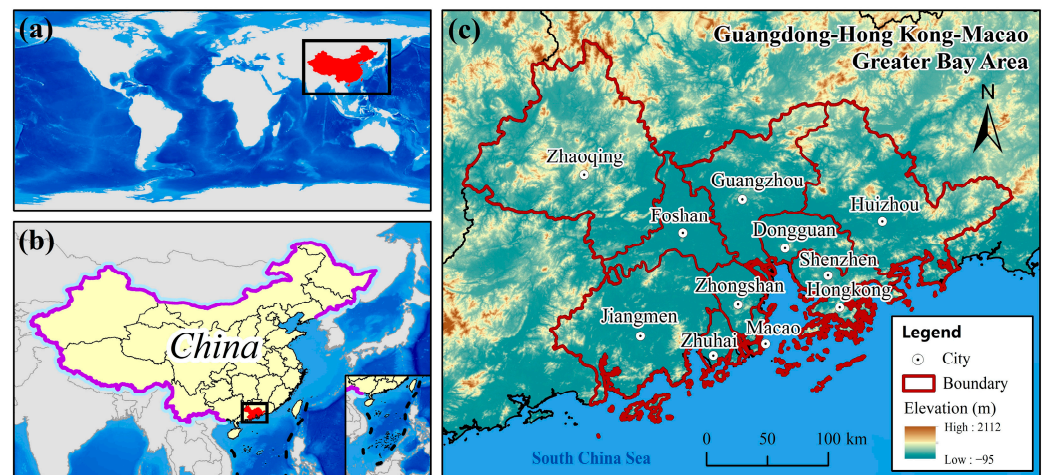 (a)
(b)
China
(c)
Guangdong-Hong Kong-Macao
Greater Bay Area
N
Zhaoqing
Guangzhou
Huizhou
Foshan
Dongguan
Shenzhen
Zhongshan
Hongkong
Jiangmen
Macao
Zhuhai
South China Sea
0 50 100 km
Legend
City
Boundary
Elevation (m)
High : 2112
Low : −95